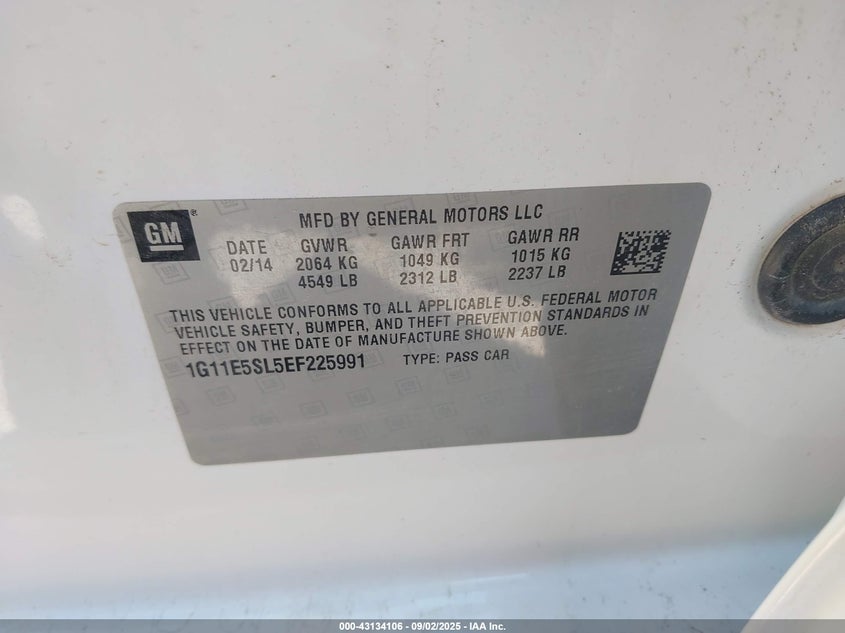 GM ®
MFD BY GENERAL MOTORS LLC
DATE GVWR GAWR FRT GAWR RR
02/14 2064 KG 1049 KG 1015 KG
4549 LB 2312 LB 2237 LB
THIS VEHICLE CONFORMS TO ALL APPLICABLE U.S. FEDERAL MOTOR
VEHICLE SAFETY, BUMPER, AND THEFT PREVENTION STANDARDS IN
EFFECT ON THE DATE OF MANUFACTURE SHOWN ABOVE.
1G11E5SL5EF225991 TYPE: PASS CAR
000-43134106 - 09/02/2025 - IAA Inc.